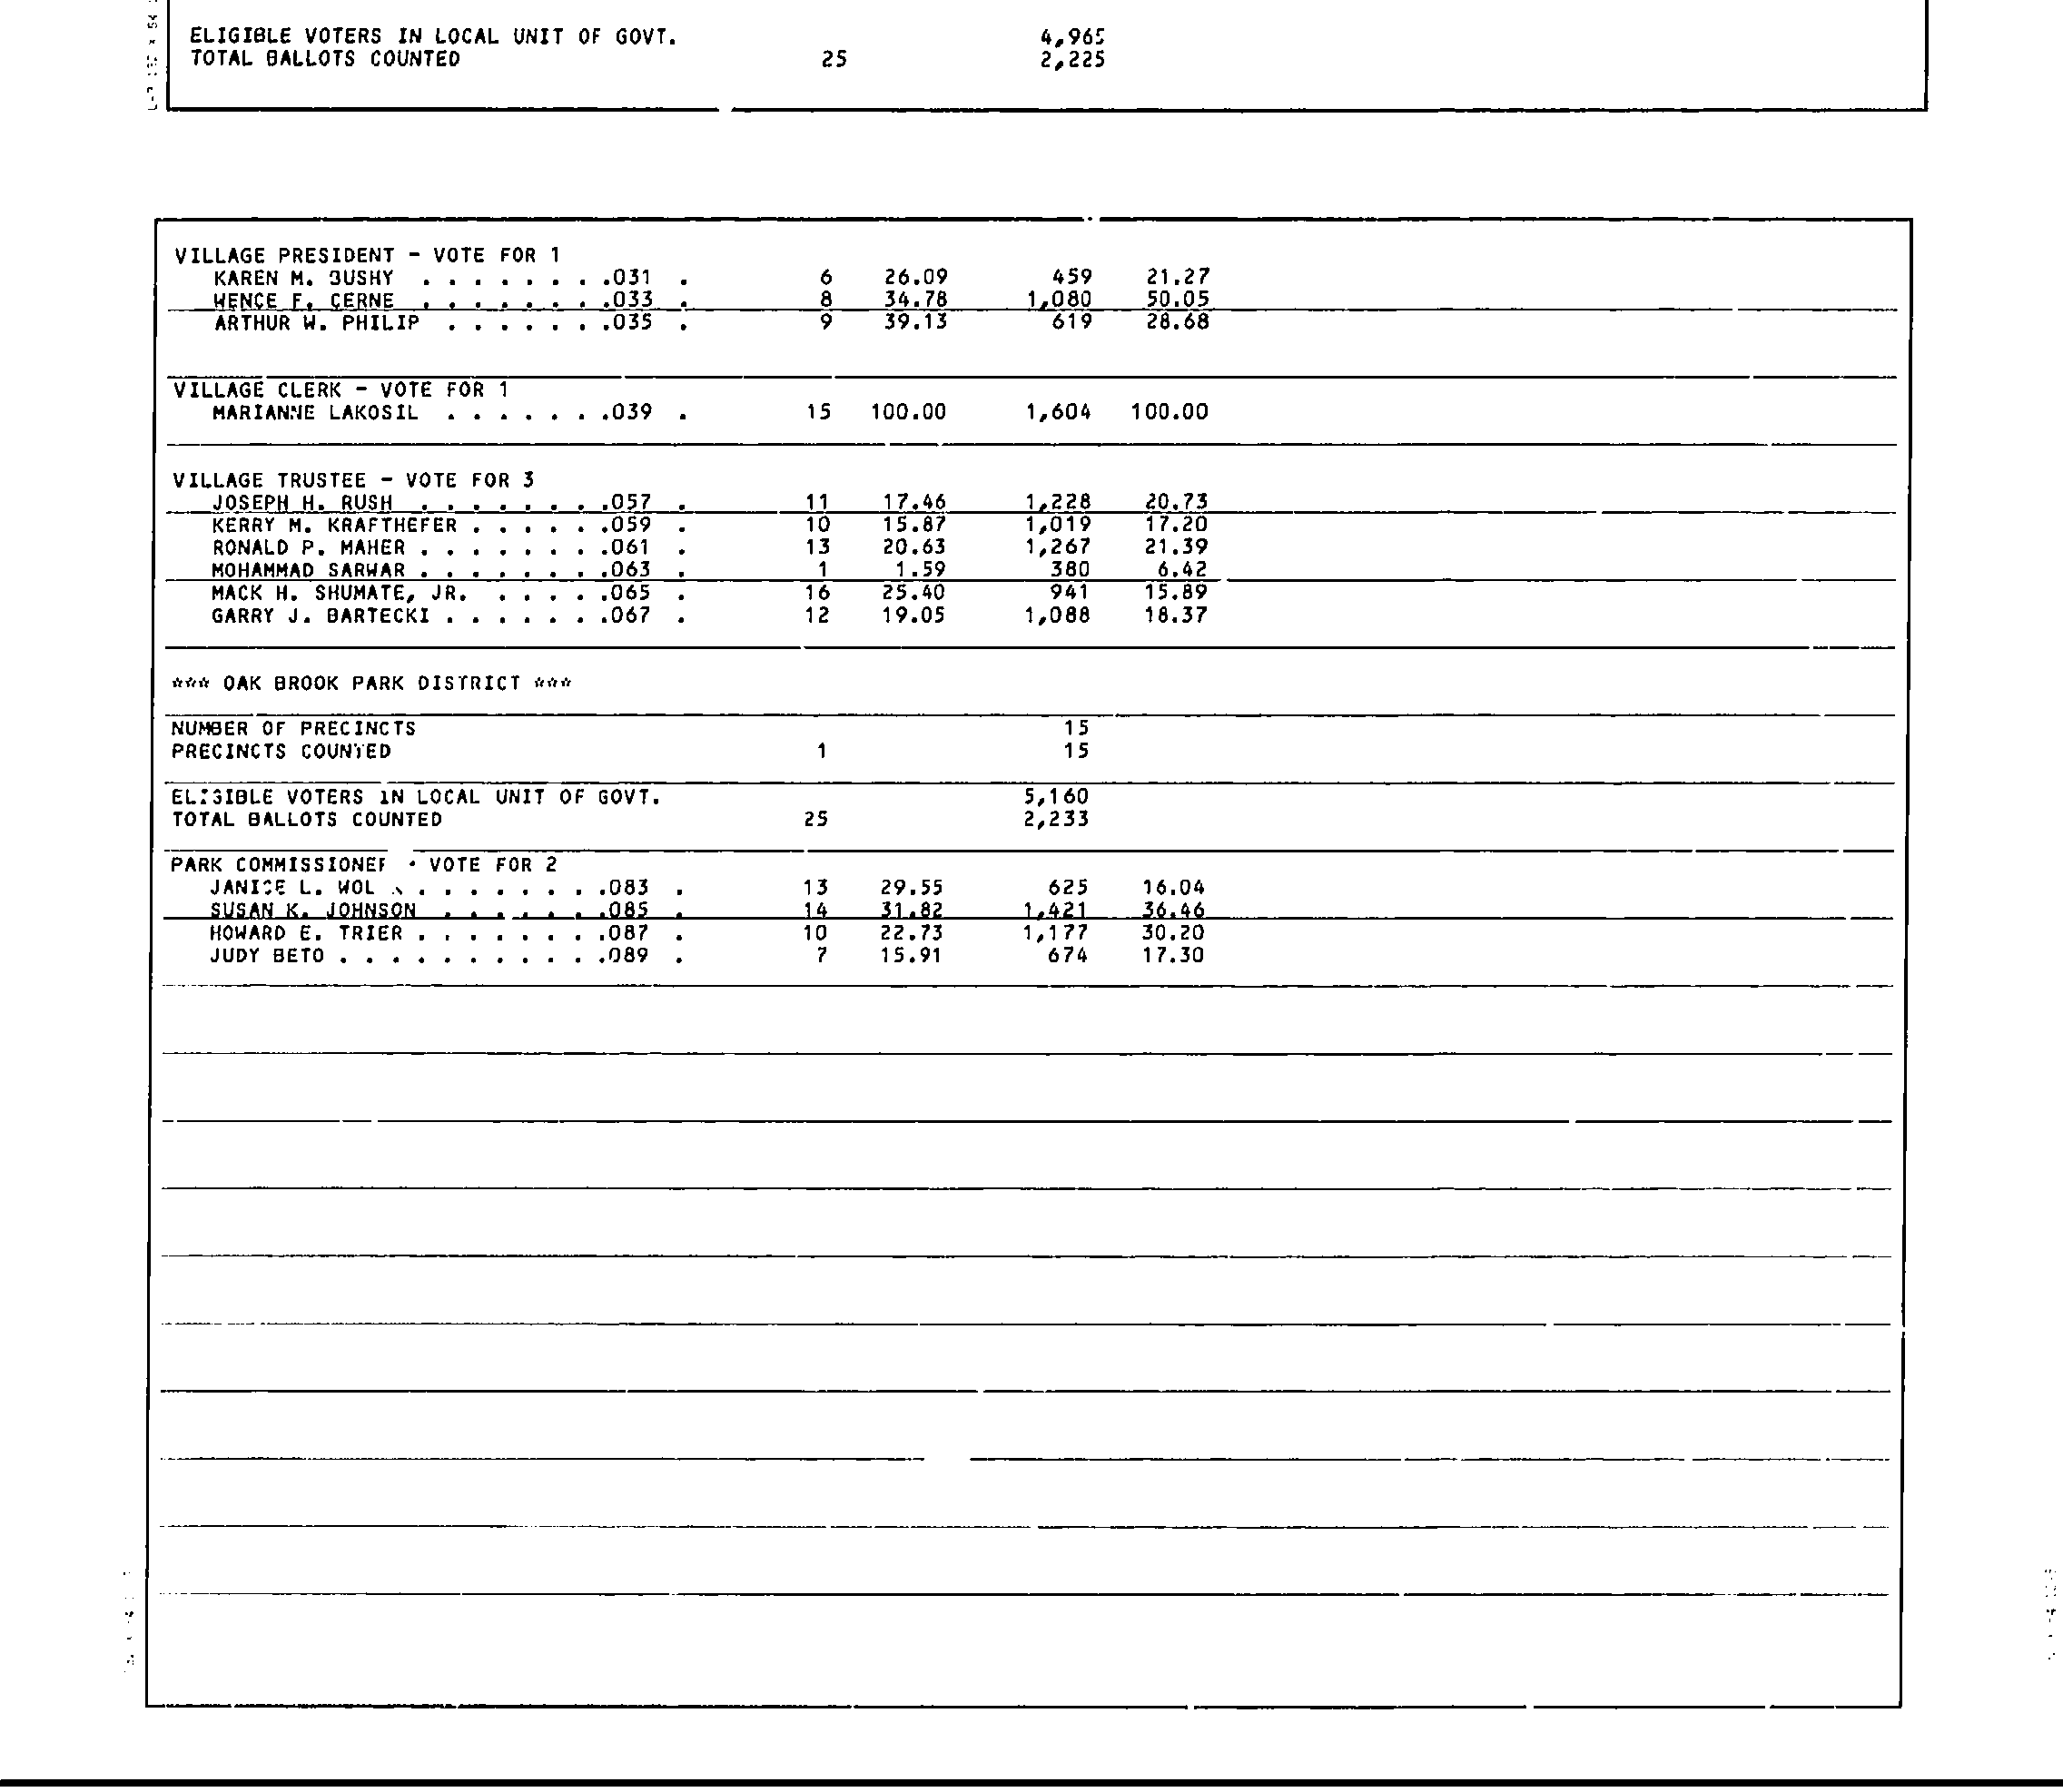 ELIGIBLE VOTERS IN LOCAL UNIT OF GOVT. 4,965
TOTAL BALLOTS COUNTED 25 2,225
VILLAGE PRESIDENT - VOTE FOR 1
KAREN M. BUSHY . . . . . . . .031 . 6 26.09 459 21.27
WENCE F. CERNE . . . . . . . .033 . 8 34.78 1,080 50.05
ARTHUR W. PHILIP . . . . . . .035 . 9 39.13 619 28.68
VILLAGE CLERK - VOTE FOR 1
MARIANNE LAKOSIL . . . . . . .039 . 15 100.00 1,604 100.00
VILLAGE TRUSTEE - VOTE FOR 3
JOSEPH H. RUSH . . . . . . . .057 . 11 17.46 1,228 20.73
KERRY M. KRAFTHEFER . . . . . .059 . 10 15.87 1,019 17.20
RONALD P. MAHER . . . . . . . .061 . 13 20.63 1,267 21.39
MOHAMMAD SARWAR . . . . . . . .063 . 1 1.59 380 6.42
MACK H. SHUMATE, JR. . . . . .065 . 16 25.40 941 15.89
GARRY J. BARTECKI . . . . . . .067 . 12 19.05 1,088 18.37
*** OAK BROOK PARK DISTRICT ***
NUMBER OF PRECINCTS 15
PRECINCTS COUNTED 1 15
ELIGIBLE VOTERS IN LOCAL UNIT OF GOVT. 5,160
TOTAL BALLOTS COUNTED 25 2,233
PARK COMMISSIONER - VOTE FOR 2
JANICE L. . . . . . . . .083 . 13 29.55 625 16.04
SUSAN K. JOHNSON . . . . . . .085 . 14 31.82 1,421 36.46
HOWARD E. TRIER . . . . . . . .087 . 10 22.73 1,177 30.20
JUDY BETO . . . . . . . . . . .089 . 7 15.91 674 17.30